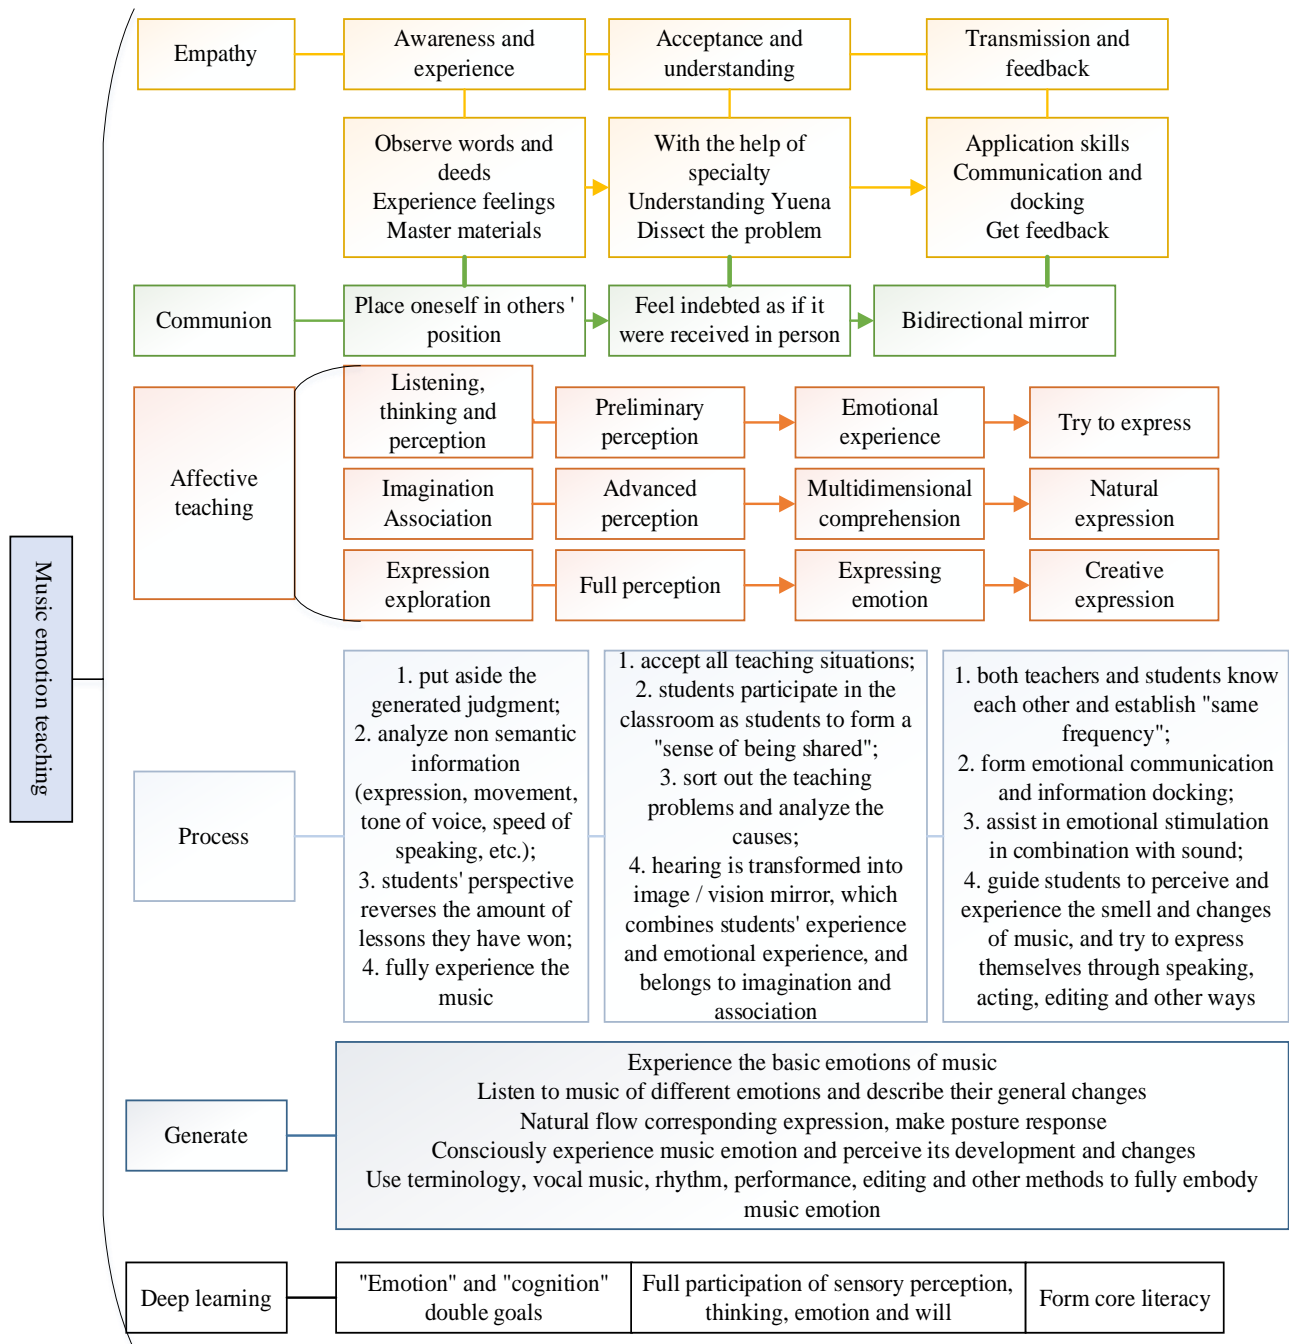 Music emotion teaching
Empathy
Awareness and
experience
Acceptance and
understanding
Transmission and
feedback
Observe words and
deeds
Experience feelings
Master materials
With the help of
specialty
Understanding Yuena
Dissect the problem
Application skills
Communication and
docking
Get feedback
Communion
Place oneself in others '
position
Feel indebted as if it
were received in person
Bidirectional mirror
Affective
teaching
Listening,
thinking and
perception
Preliminary
perception
Emotional
experience
Try to express
Imagination
Association
Advanced
perception
Multidimensional
comprehension
Natural
expression
Expression
exploration
Full perception
Expressing
emotion
Creative
expression
Process
1. put aside the
generated judgment;
2. analyze non semantic
information
(expression, movement,
tone of voice, speed of
speaking, etc.);
3. students' perspective
reverses the amount of
lessons they have won;
4. fully experience the
music
1. accept all teaching situations;
2. students participate in the
classroom as students to form a
"sense of being shared";
3. sort out the teaching
problems and analyze the
causes;
4. hearing is transformed into
image / vision mirror, which
combines students' experience
and emotional experience, and
belongs to imagination and
association
1. both teachers and students know
each other and establish "same
frequency";
2. form emotional communication
and information docking;
3. assist in emotional stimulation
in combination with sound;
4. guide students to perceive and
experience the smell and changes
of music, and try to express
themselves through speaking,
acting, editing and other ways
Generate
Experience the basic emotions of music
Listen to music of different emotions and describe their general changes
Natural flow corresponding expression, make posture response
Consciously experience music emotion and perceive its development and changes
Use terminology, vocal music, rhythm, performance, editing and other methods to fully embody
music emotion
Deep learning
"Emotion" and "cognition"
double goals
Full participation of sensory perception,
thinking, emotion and will
Form core literacy